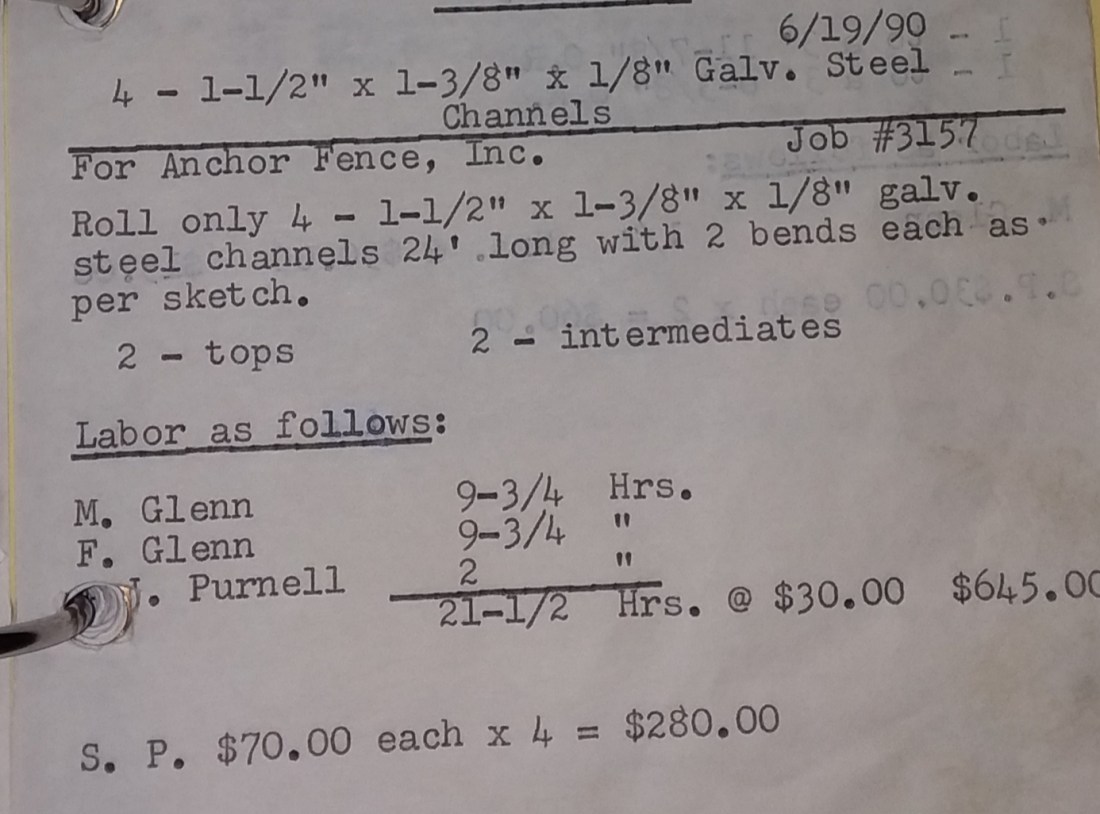 6/19/90
4 - 1-1/2" x 1-3/8" x 1/8" Galv. Steel
Channels
For Anchor Fence, Inc. Job #3157
Roll only 4 - 1-1/2" x 1-3/8" x 1/8" galv.
steel channels 24' long with 2 bends each as
per sketch.
2 - tops 2 - intermediates
Labor as follows:
M. Glenn 9-3/4 Hrs.
F. Glenn 9-3/4 "
J. Purnell 2 "
21-1/2 Hrs. @ $30.00 $645.00
S. P. $70.00 each x 4 = $280.00